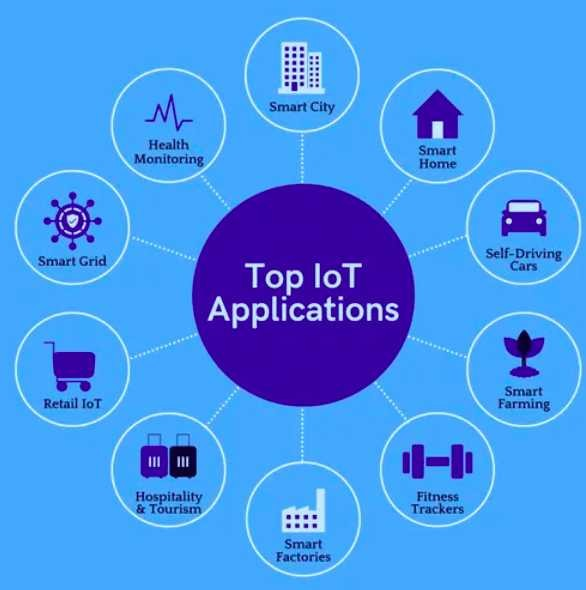 Top IoT
Applications
Smart City
Smart
Home
Self-Driving
Cars
Smart
Farming
Fitness
Trackers
Smart
Factories
Hospitality
& Tourism
Retail IoT
Smart Grid
Health
Monitoring